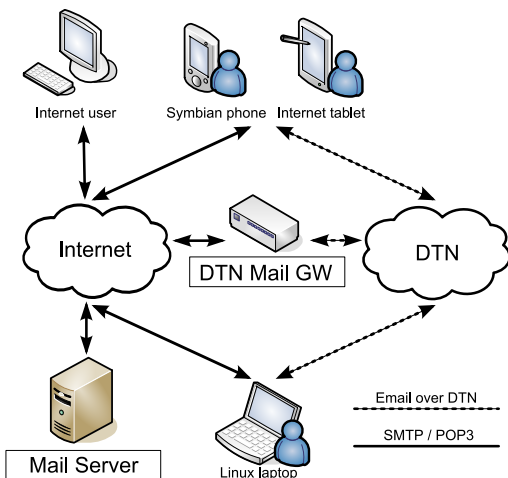 Internet user
Symbian phone
Internet tablet
Internet
DTN Mail GW
DTN
Mail Server
Linux laptop
Email over DTN
SMTP / POP3